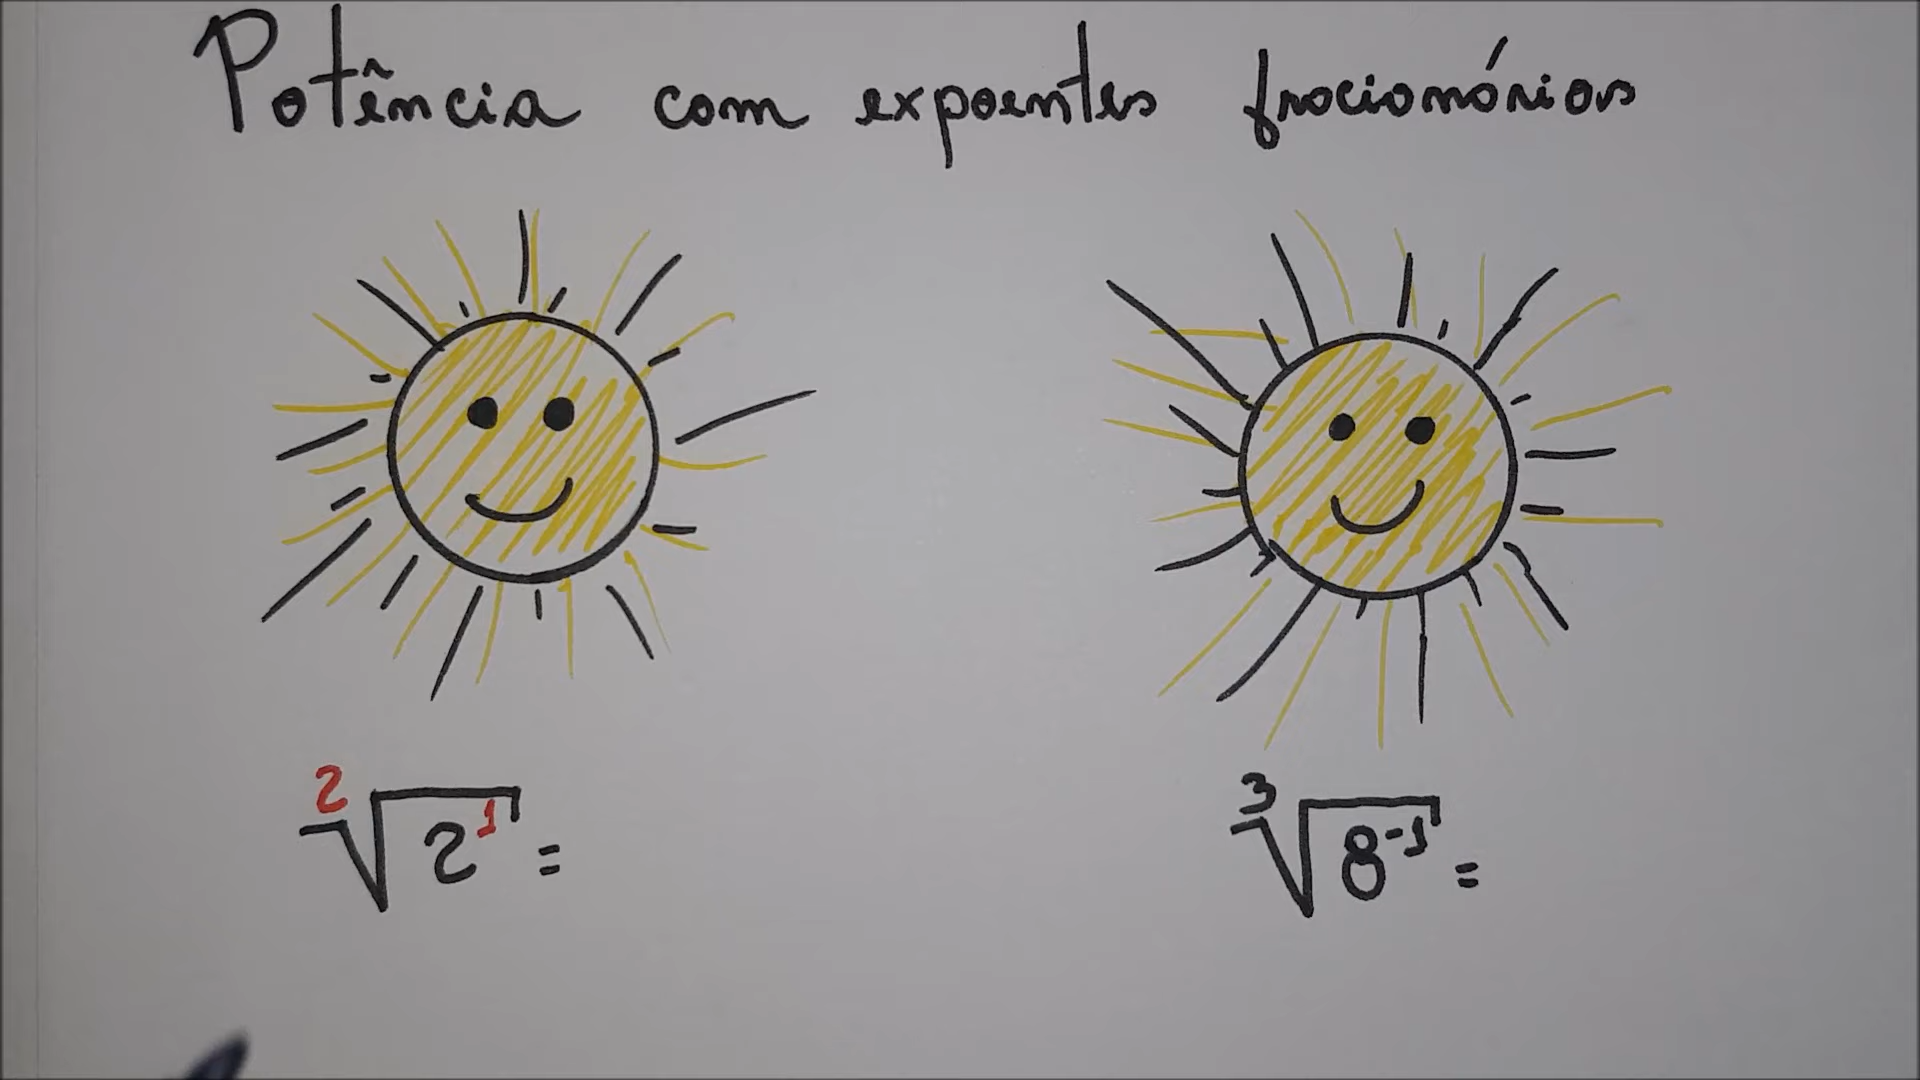 Potência com expoentes fracionários
²√2¹ =
³√8⁻¹ =